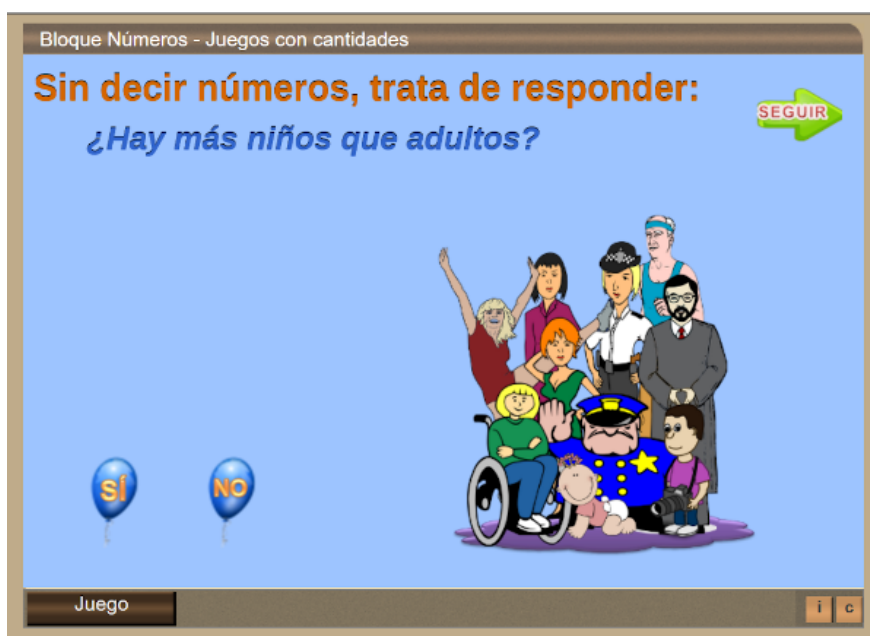 Bloque Números - Juegos con cantidades
Sin decir números, trata de responder:
SEGUIR
¿Hay más niños que adultos?
SÍ
NO
Juego
i
c